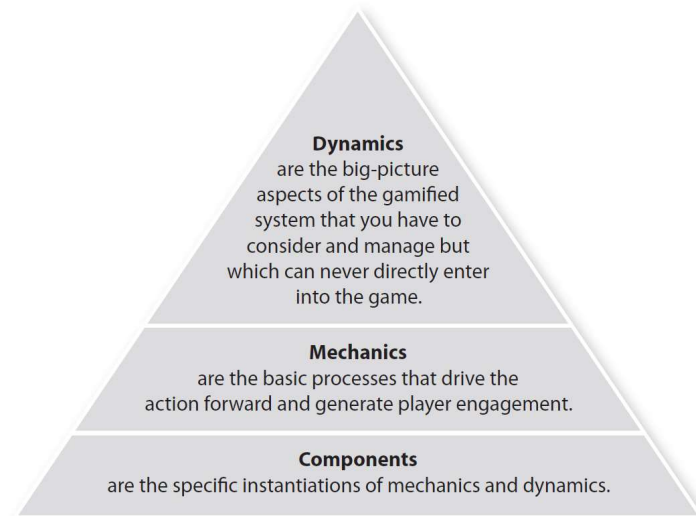 Dynamics
are the big-picture
aspects of the gamified
system that you have to
consider and manage but
which can never directly enter
into the game.
Mechanics
are the basic processes that drive the
action forward and generate player engagement.
Components
are the specific instantiations of mechanics and dynamics.